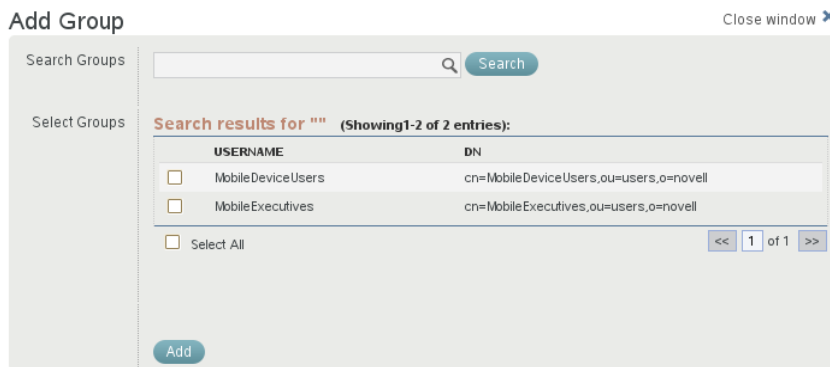 Add Group
Close window
Search Groups
Search
Select Groups
Search results for "" (Showing1-2 of 2 entries):
USERNAME DN
MobileDeviceUsers cn=MobileDeviceUsers,ou=users,o=novell
MobileExecutives cn=MobileExecutives,ou=users,o=novell
Select All
<< 1 of 1 >>
Add